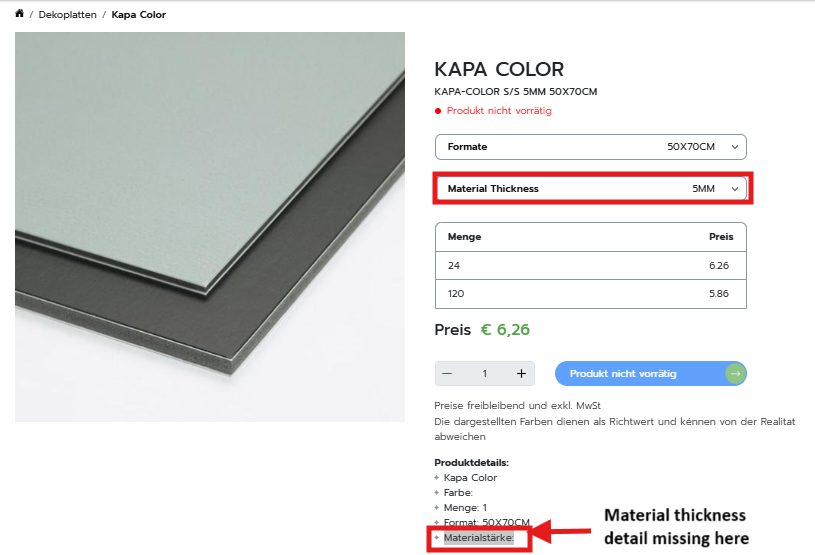 / Dekoplatten / Kapa Color
KAPA COLOR
KAPA-COLOR S/S 5MM 50X70CM
Produkt nicht vorrätig
Formate 50X70CM
Material Thickness 5MM
Menge Preis
24 6.26
120 5.86
Preis € 6,26
— 1 +
Produkt nicht vorrätig →
Preise freibleibend und exkl. MwSt
Die dargestellten Farben dienen als Richtwert und kénnen von der Realitat
abweichen
Produktdetails:
Kapa Color
Farbe:
Menge: 1
Format: 50X70CM
Materialstärke:
Material thickness
detail missing here